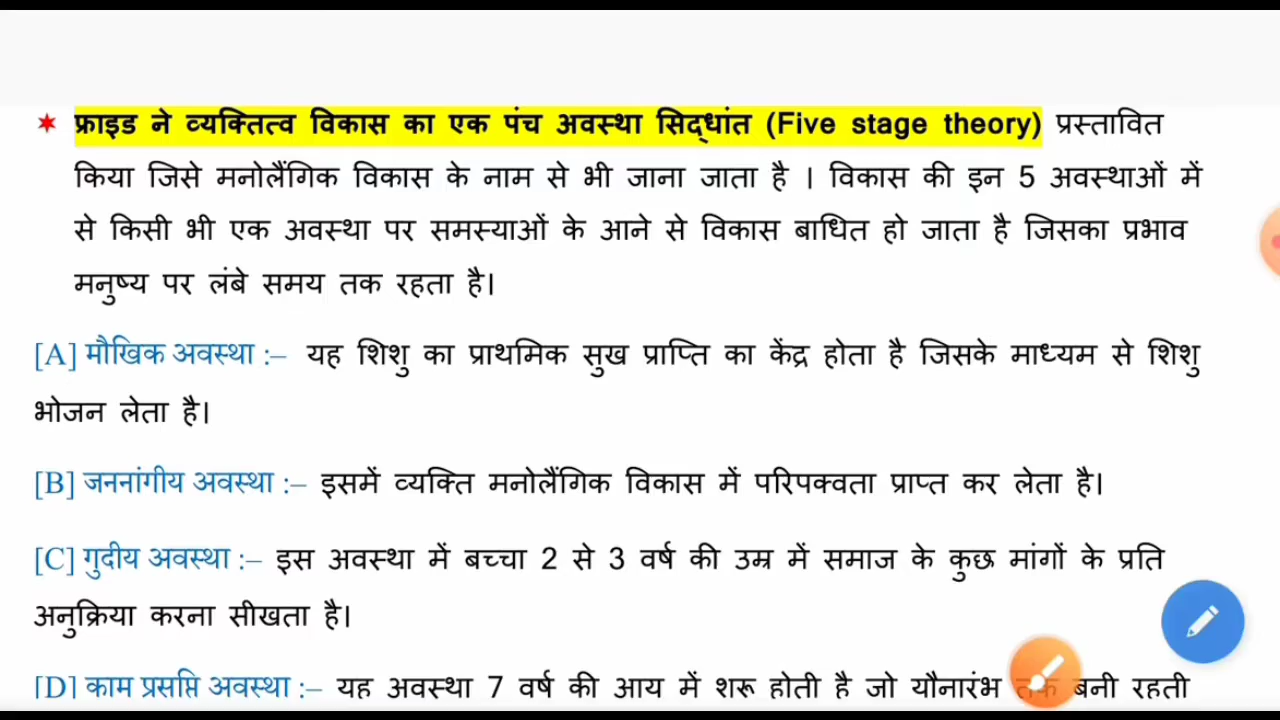 ✶ फ्राइड ने व्यक्तित्व विकास का एक पंच अवस्था सिद्धांत (Five stage theory) प्रस्तावित
किया जिसे मनोलैंगिक विकास के नाम से भी जाना जाता है । विकास की इन 5 अवस्थाओं में
से किसी भी एक अवस्था पर समस्याओं के आने से विकास बाधित हो जाता है जिसका प्रभाव
मनुष्य पर लंबे समय तक रहता है।
[A] मौखिक अवस्था :– यह शिशु का प्राथमिक सुख प्राप्ति का केंद्र होता है जिसके माध्यम से शिशु
भोजन लेता है।
[B] जननांगीय अवस्था :– इसमें व्यक्ति मनोलैंगिक विकास में परिपक्वता प्राप्त कर लेता है।
[C] गुदीय अवस्था :– इस अवस्था में बच्चा 2 से 3 वर्ष की उम्र में समाज के कुछ मांगों के प्रति
अनुक्रिया करना सीखता है।
[D] काम प्रसप्ति अवस्था :– यह अवस्था 7 वर्ष की आय में शरू होती है जो यौनारंभ तक बनी रहती